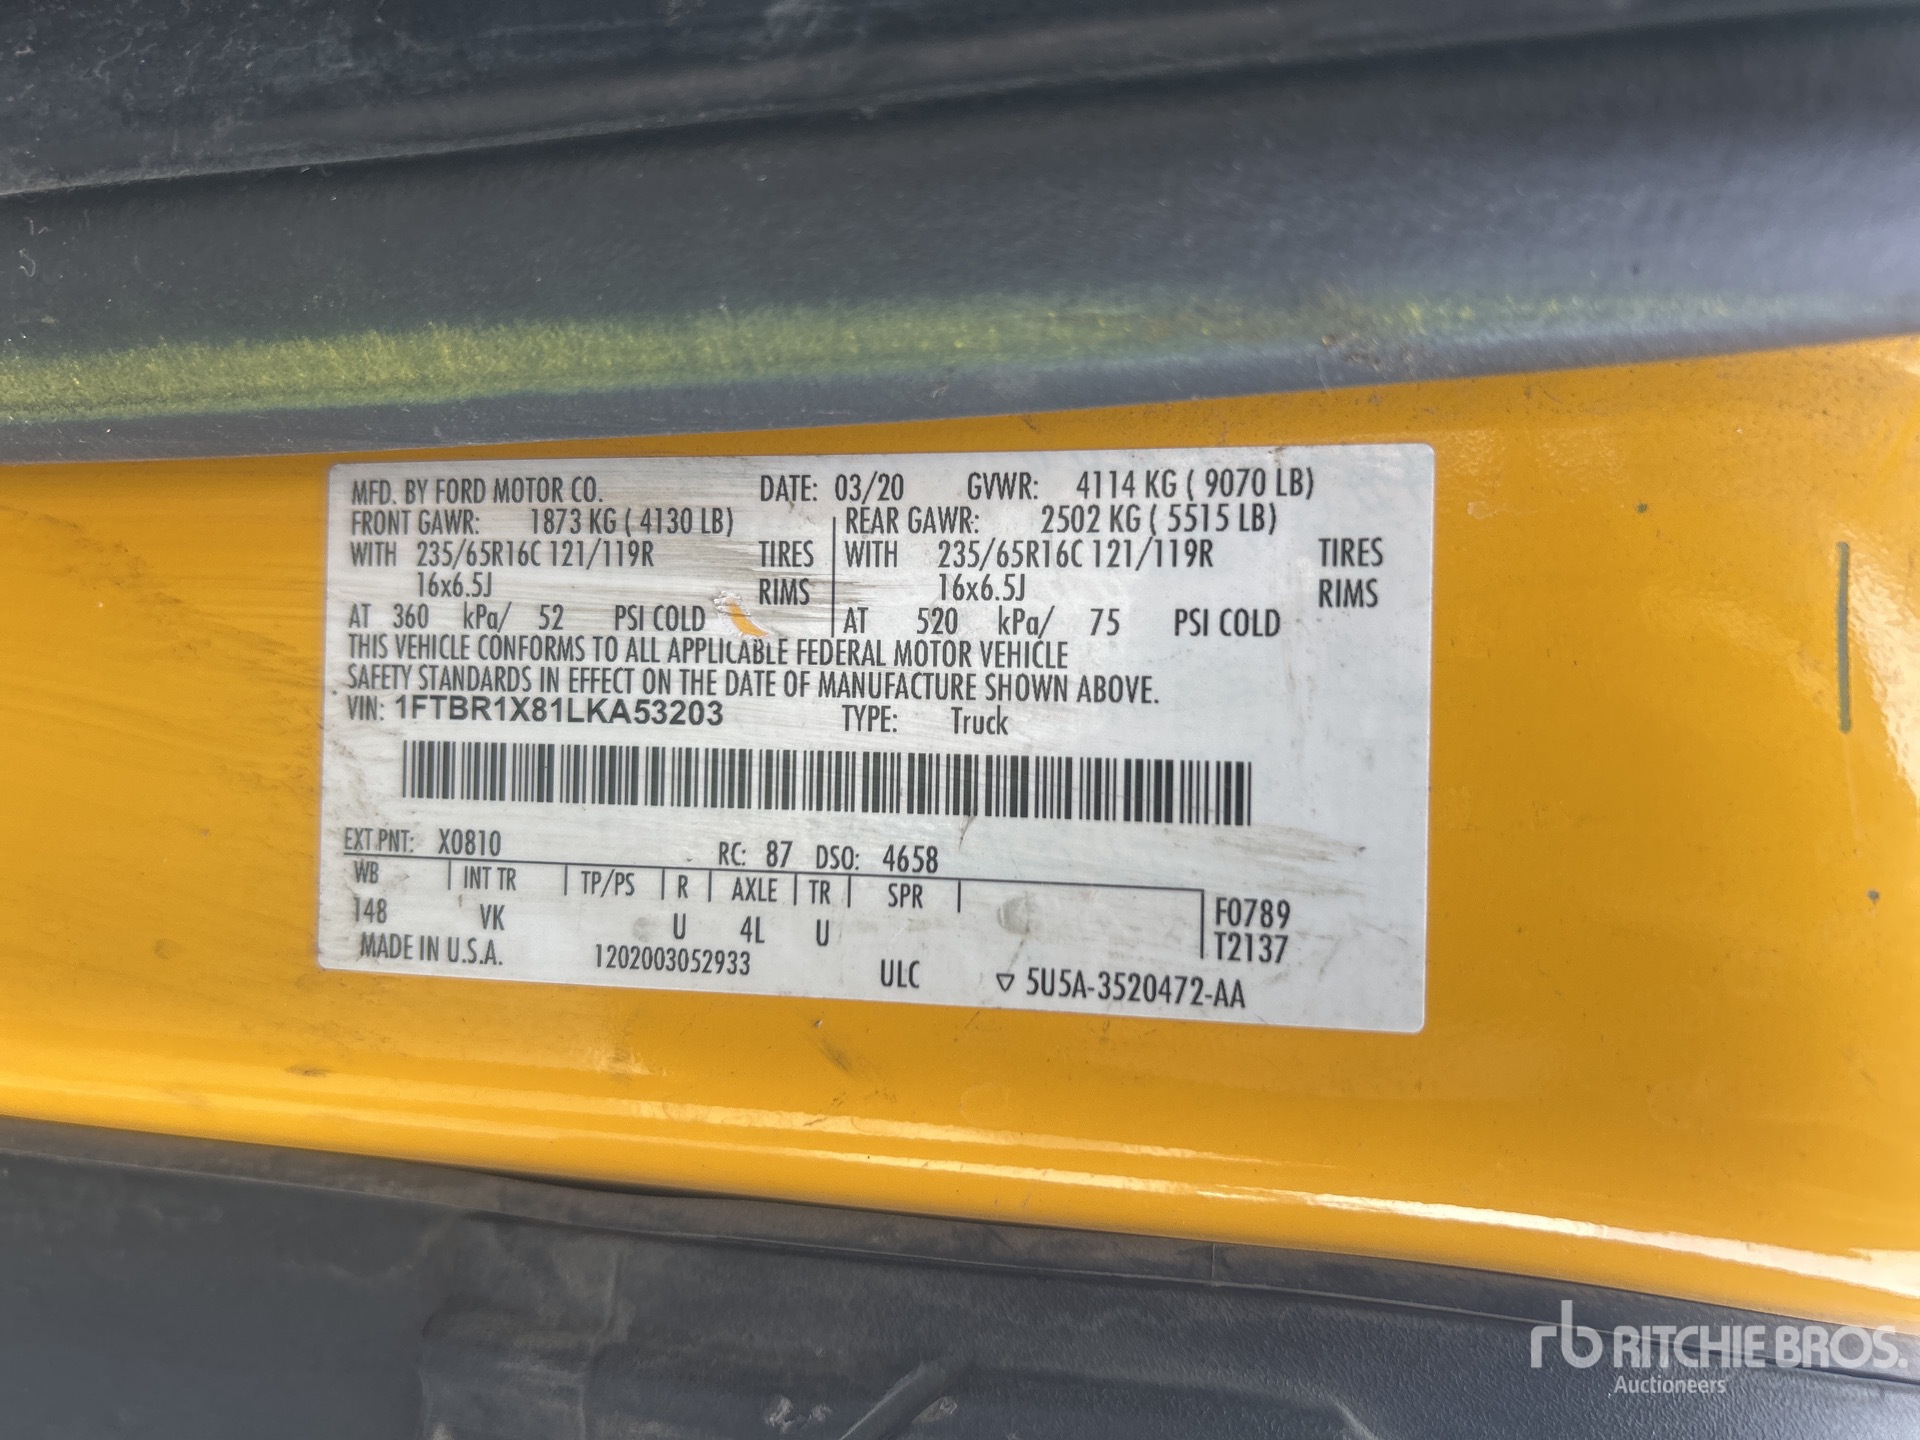 MFD. BY FORD MOTOR CO. DATE: 03/20 GVWR: 4114 KG ( 9070 LB)
FRONT GAWR: 1873 KG ( 4130 LB) REAR GAWR: 2502 KG ( 5515 LB)
WITH 235/65R16C 121/119R TIRES WITH 235/65R16C 121/119R TIRES
16x6.5J RIMS 16x6.5J RIMS
AT 360 kPa/ 52 PSI COLD AT 520 kPa/ 75 PSI COLD
THIS VEHICLE CONFORMS TO ALL APPLICABLE FEDERAL MOTOR VEHICLE
SAFETY STANDARDS IN EFFECT ON THE DATE OF MANUFACTURE SHOWN ABOVE.
VIN: 1FTBR1X81LKA53203 TYPE: Truck
EXT PNT: X0810 RC: 87 DSO: 4658
WB INT TR TP/PS R AXLE TR SPR
148 VK U 4L U F0789
T2137
MADE IN U.S.A. 1202003052933 ULC ▽ 5U5A-3520472-AA
rb RITCHIE BROS.
Auctioneers